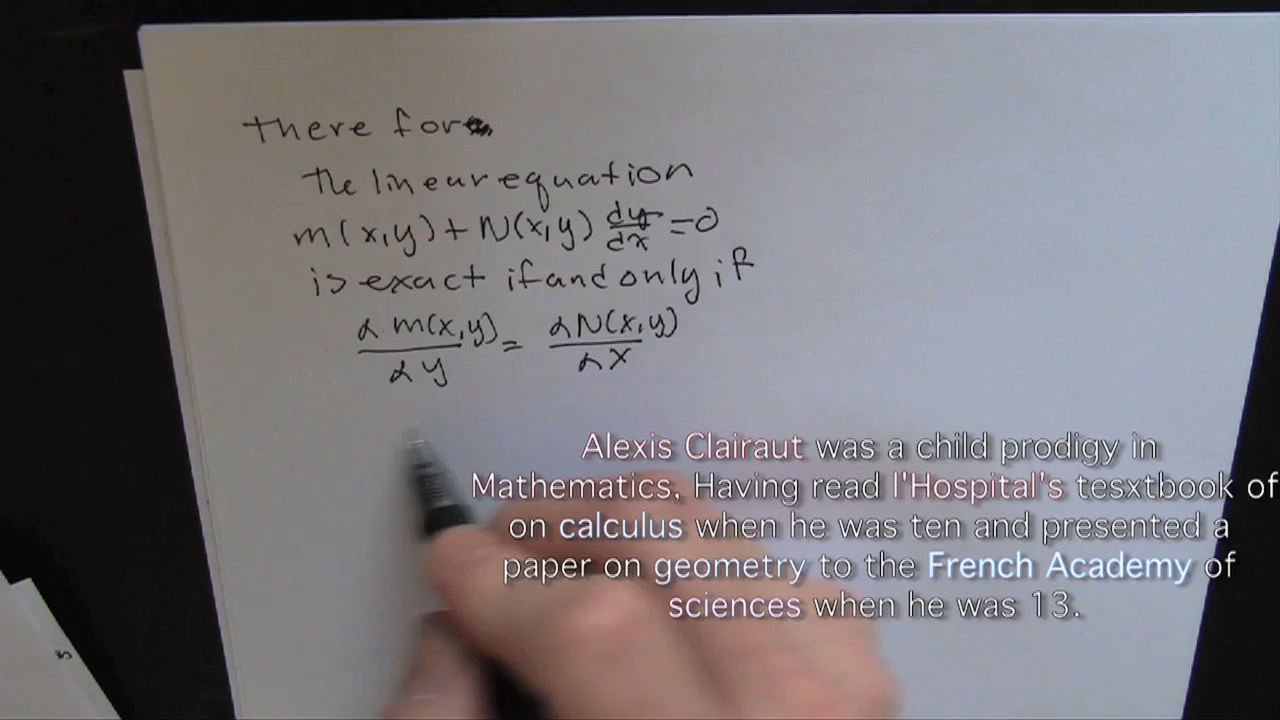 There for
The linear equation
m(x,y) + N(x,y) dy/dx = 0
is exact if and only if
∂ m(x,y)/∂ y = ∂ N(x,y)/∂ x
Alexis Clairaut was a child prodigy in
Mathematics, Having read l'Hospital's tesxtbook of
on calculus when he was ten and presented a
paper on geometry to the French Academy of
sciences when he was 13.